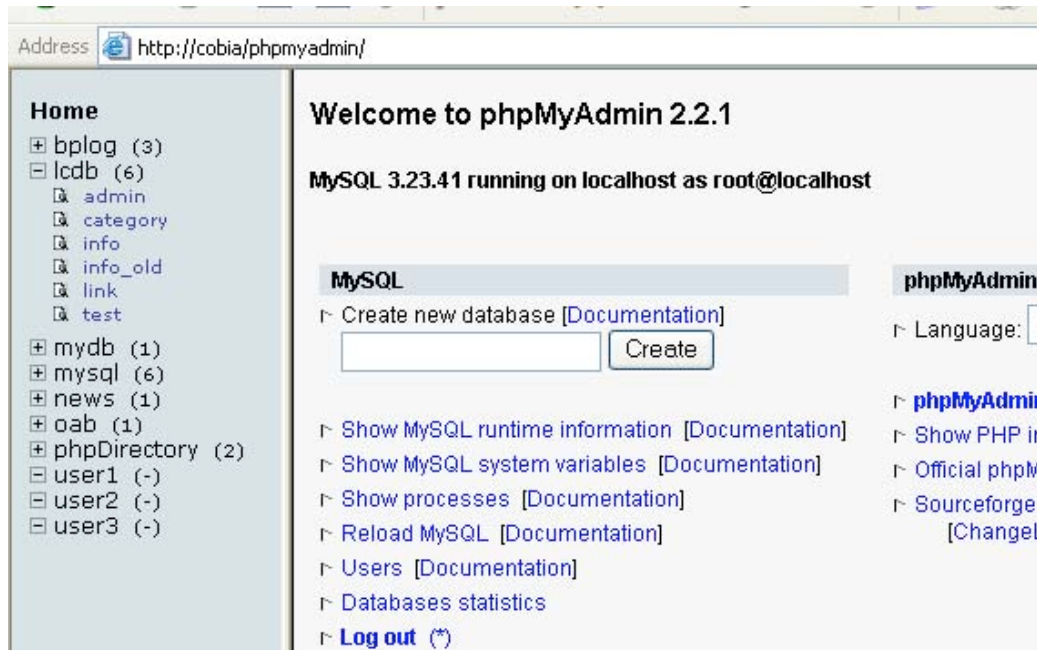 Address http://cobia/phpmyadmin/
Home
bplog (3)
lcdb (6)
admin
category
info
info_old
link
test
mydb (1)
mysql (6)
news (1)
oab (1)
phpDirectory (2)
user1 (-)
user2 (-)
user3 (-)
Welcome to phpMyAdmin 2.2.1
MySQL 3.23.41 running on localhost as root@localhost
MySQL
Create new database [Documentation]
Create
Show MySQL runtime information [Documentation]
Show MySQL system variables [Documentation]
Show processes [Documentation]
Reload MySQL [Documentation]
Users [Documentation]
Databases statistics
Log out (*)
phpMyAdmin
Language:
phpMyAdmin
Show PHP
Official
Sourceforge